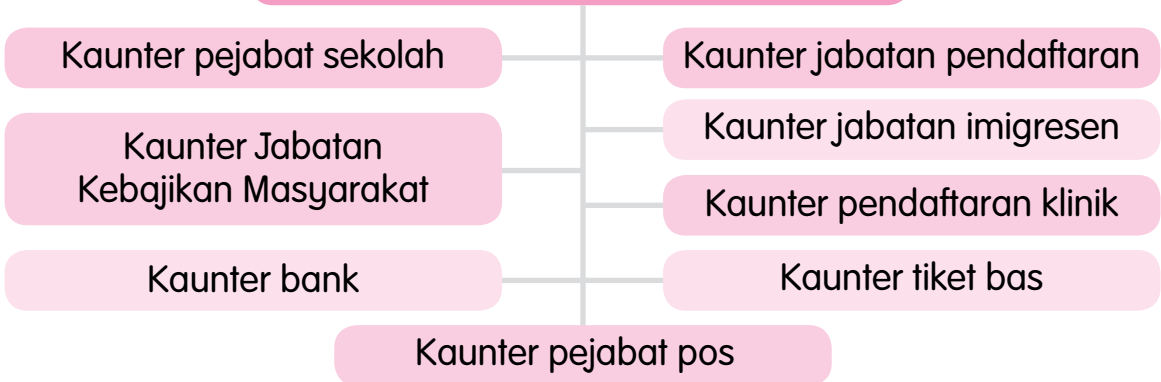 Kaunter pejabat sekolah
Kaunter jabatan pendaftaran
Kaunter Jabatan
Kebajikan Masyarakat
Kaunter jabatan imigresen
Kaunter pendaftaran klinik
Kaunter bank
Kaunter tiket bas
Kaunter pejabat pos